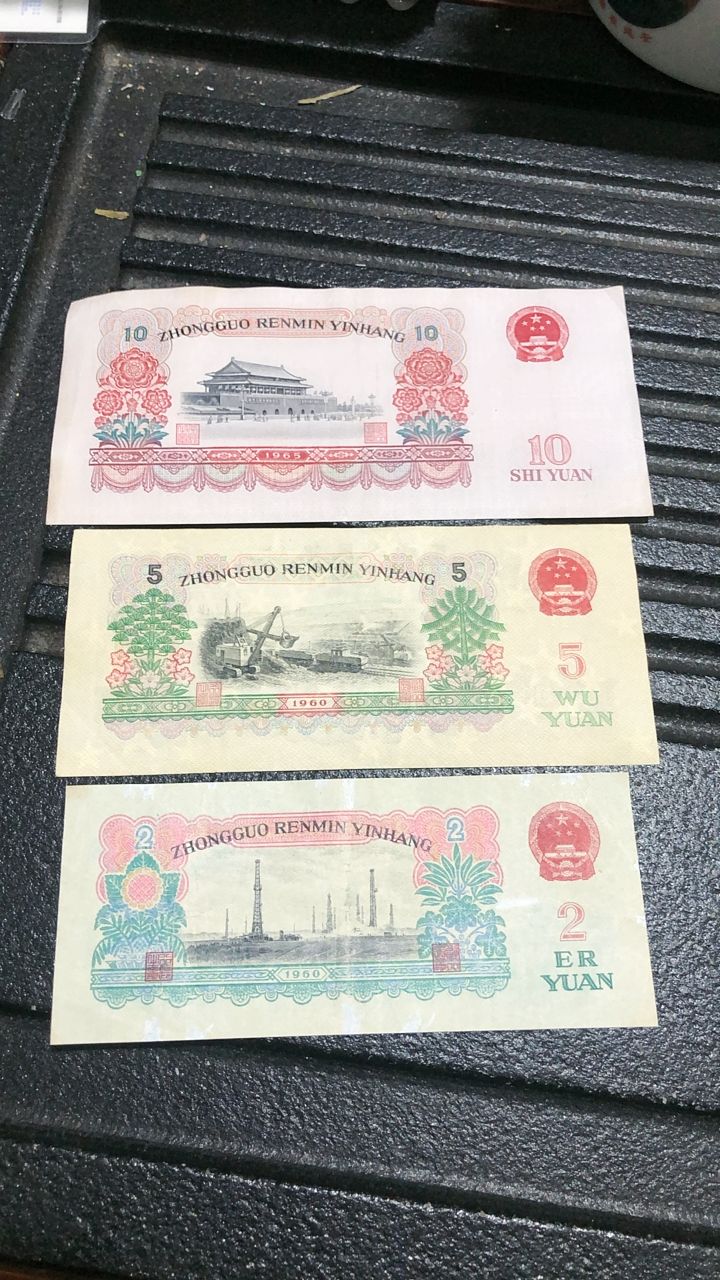 10 ZHONGGUO RENMIN YINHANG 10
1965
10
SHI YUAN
5 ZHONGGUO RENMIN YINHANG 5
1960
5
WU
YUAN
2 ZHONGGUO RENMIN YINHANG 2
1960
2
ER
YUAN